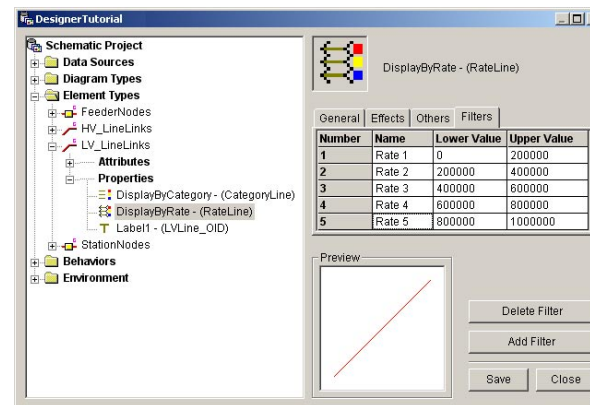 DesignerTutorial
Schematic Project
Data Sources
Diagram Types
Element Types
FeederNodes
HV_LineLinks
LV_LineLinks
Attributes
Properties
DisplayByCategory - (CategoryLine)
DisplayByRate - (RateLine)
T Label1 - (LVLine_OID)
StationNodes
Behaviors
Environment
DisplayByRate - (RateLine)
General Effects Others Filters
Number Name Lower Value Upper Value
1 Rate 1 0 200000
2 Rate 2 200000 400000
3 Rate 3 400000 600000
4 Rate 4 600000 800000
5 Rate 5 800000 1000000
Preview
Delete Filter
Add Filter
Save Close